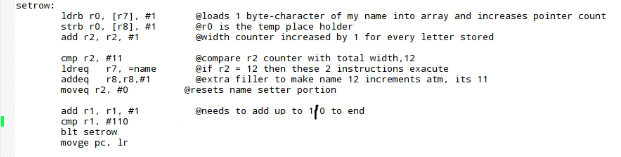 setrow:
ldrb r0, [r7], #1 @loads 1 byte-character of my name into array and increases pointer count
strb r0, [r8], #1 @r0 is the temp place holder
add r2, r2, #1 @width counter increased by 1 for every letter stored
cmp r2, #11 @compare r2 counter with total width,12
ldreq r7, =name @if r2 = 12 then these 2 instructions exacute
addeq r8,r8,#1 @extra filler to make name 12 increments atm, its 11
moveq r2, #0 @resets name setter portion
add r1, r1, #1 @needs to add up to 110 to end
cmp r1, #110
blt setrow
movge pc, lr